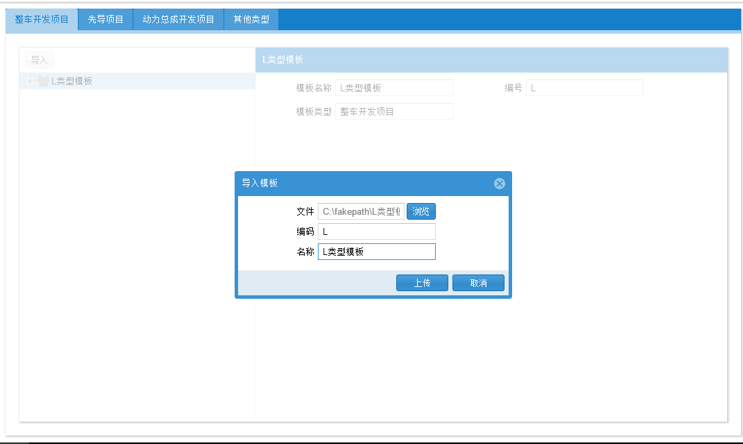 整车开发项目 先导项目 动力总成开发项目 其他类型
导入 L类型模板
L类型模板
模板名称 L类型模板 编号 L
模板类型 整车开发项目
导入模板
文件 C:\fakepath\L类型 浏览
编码 L
名称 L类型模板
上传 取消